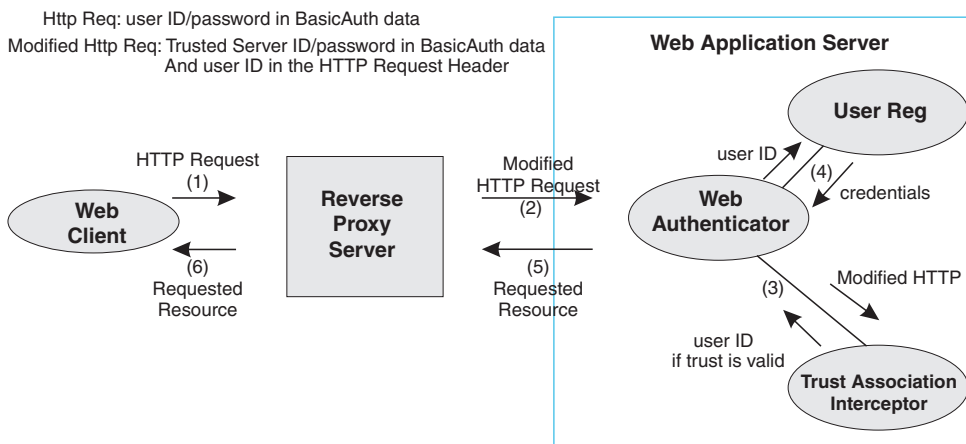 Http Req: user ID/password in BasicAuth data
Modified Http Req: Trusted Server ID/password in BasicAuth data
And user ID in the HTTP Request Header
Web Application Server
User Reg
user ID
(4)
credentials
HTTP Request
(1)
Modified
HTTP Request
(2)
Web
Client
Reverse
Proxy
Server
Web
Authenticator
(6)
Requested
Resource
(5)
Requested
Resource
(3)
Modified HTTP
user ID
if trust is valid
Trust Association
Interceptor